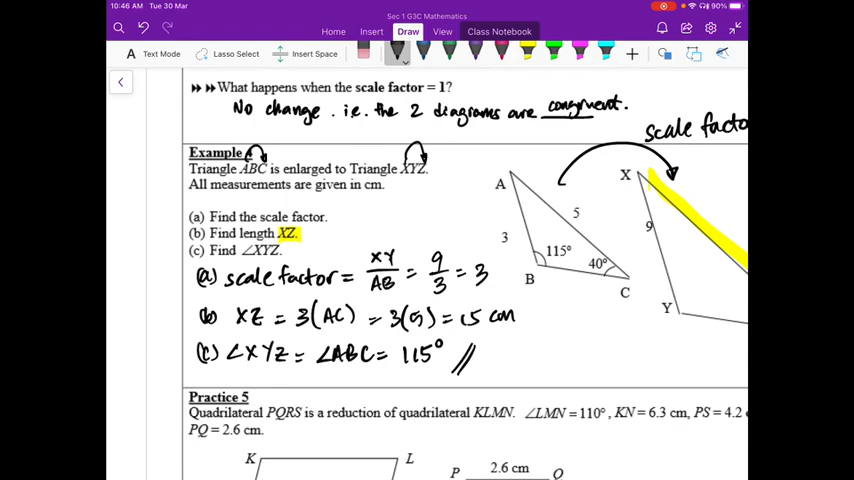 10:46 AM Tue 30 Mar
90%
Sec 1 G3C Mathematics
Home Insert Draw View Class Notebook
Text Mode Lasso Select Insert Space
What happens when the scale factor = 1?
No change. i.e. the 2 diagrams are congruent.
scale facto
Example
Triangle ABC is enlarged to Triangle XYZ.
All measurements are given in cm.
(a) Find the scale factor.
(b) Find length XZ.
(c) Find ∠XYZ.
(a) scale factor = XY/AB = 9/3 = 3
(b) XZ = 3(AC) = 3(5) = 15 cm
(c) ∠XYZ = ∠ABC = 115° //
A
5
3
115°
40°
B
C
X
9
Y
Practice 5
Quadrilateral PQRS is a reduction of quadrilateral KLMN. ∠LMN = 110°, KN = 6.3 cm, PS = 4.2
PQ = 2.6 cm.
K L
P 2.6 cm Q